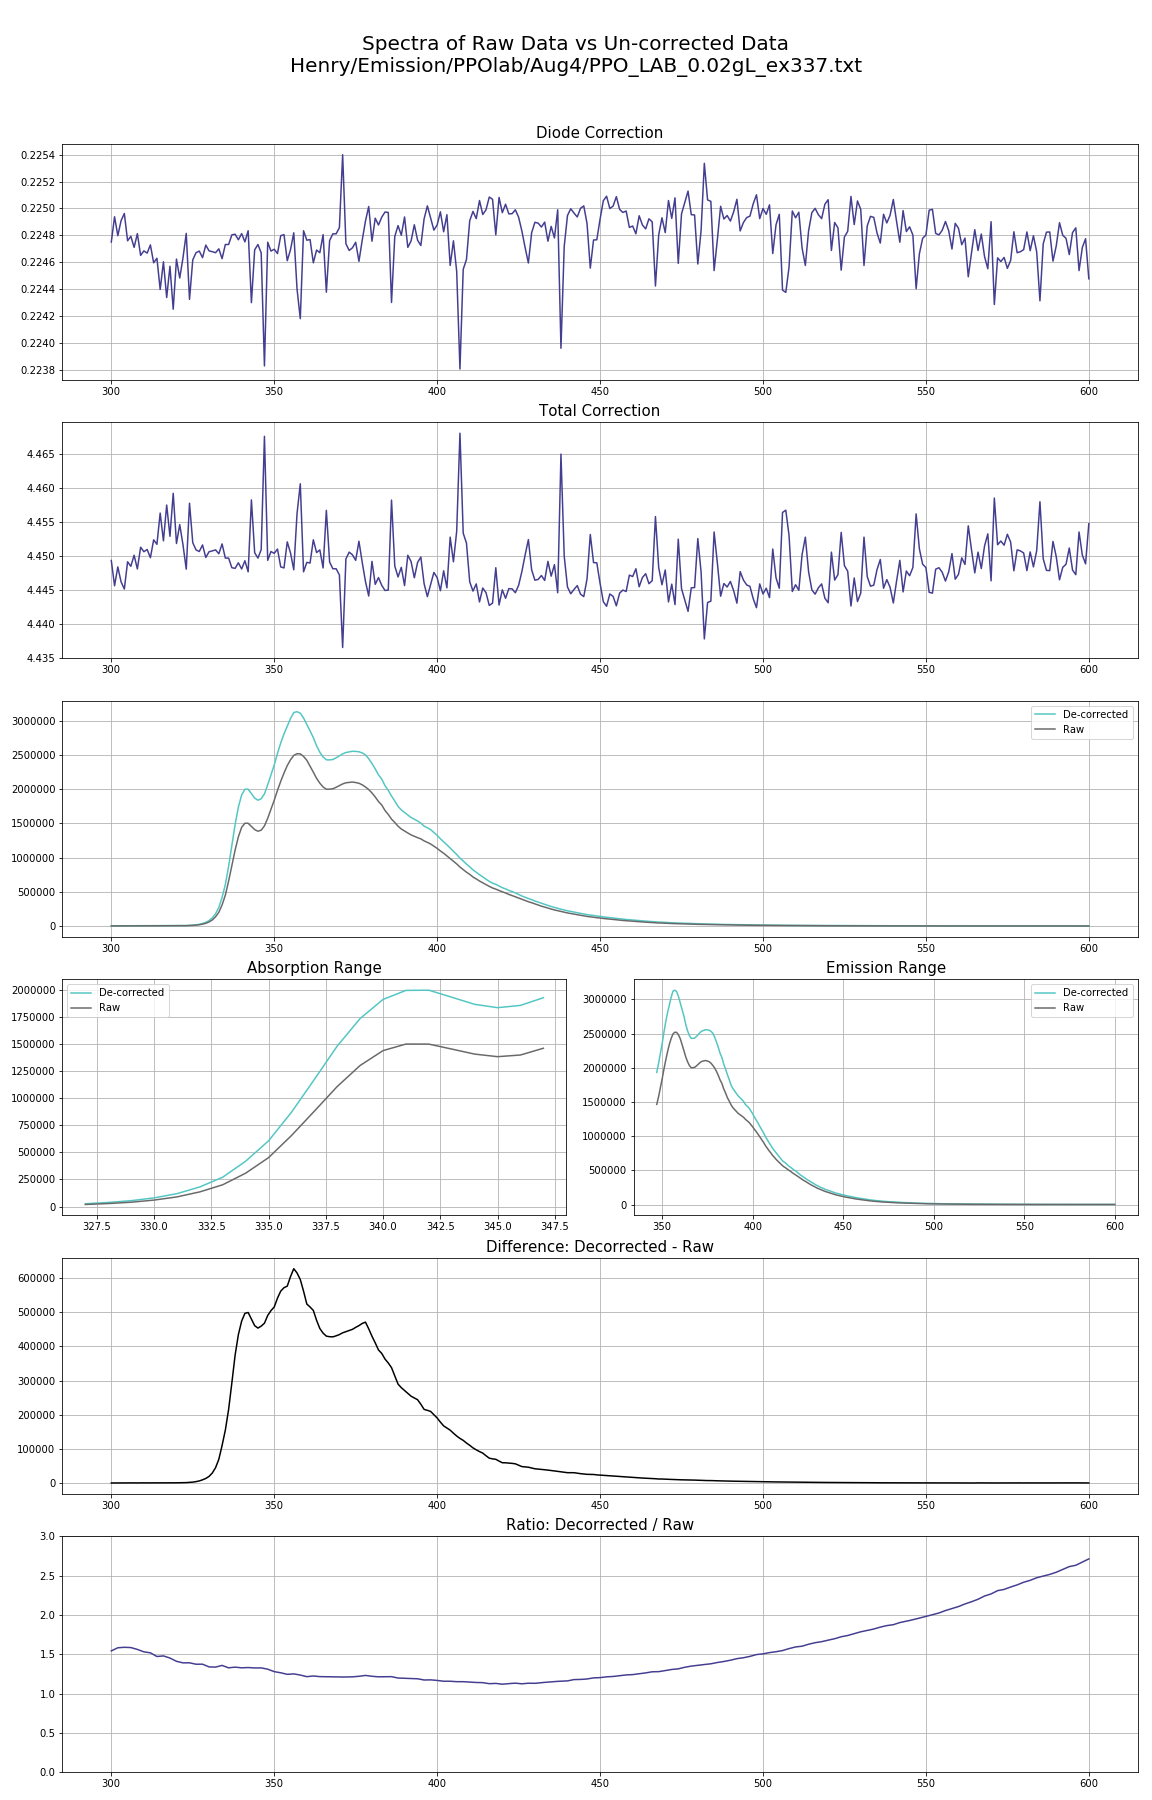 Spectra of Raw Data vs Un-corrected Data
Henry/Emission/PPOlab/Aug4/PPO_LAB_0.02gL_ex337.txt
Diode Correction
0.2254
0.2252
0.2250
0.2248
0.2246
0.2244
0.2242
0.2240
0.2238
300 350 400 450 500 550 600
Total Correction
4.465
4.460
4.455
4.450
4.445
4.440
4.435
300 350 400 450 500 550 600
De-corrected
Raw
3000000
2500000
2000000
1500000
1000000
500000
0
300 350 400 450 500 550 600
Absorption Range
De-corrected
Raw
2000000
1750000
1500000
1250000
1000000
750000
500000
250000
0
327.5 330.0 332.5 335.0 337.5 340.0 342.5 345.0 347.5
Emission Range
De-corrected
Raw
3000000
2500000
2000000
1500000
1000000
500000
0
350 400 450 500 550 600
Difference: Decorrected - Raw
600000
500000
400000
300000
200000
100000
0
300 350 400 450 500 550 600
Ratio: Decorrected / Raw
3.0
2.5
2.0
1.5
1.0
0.5
0.0
300 350 400 450 500 550 600